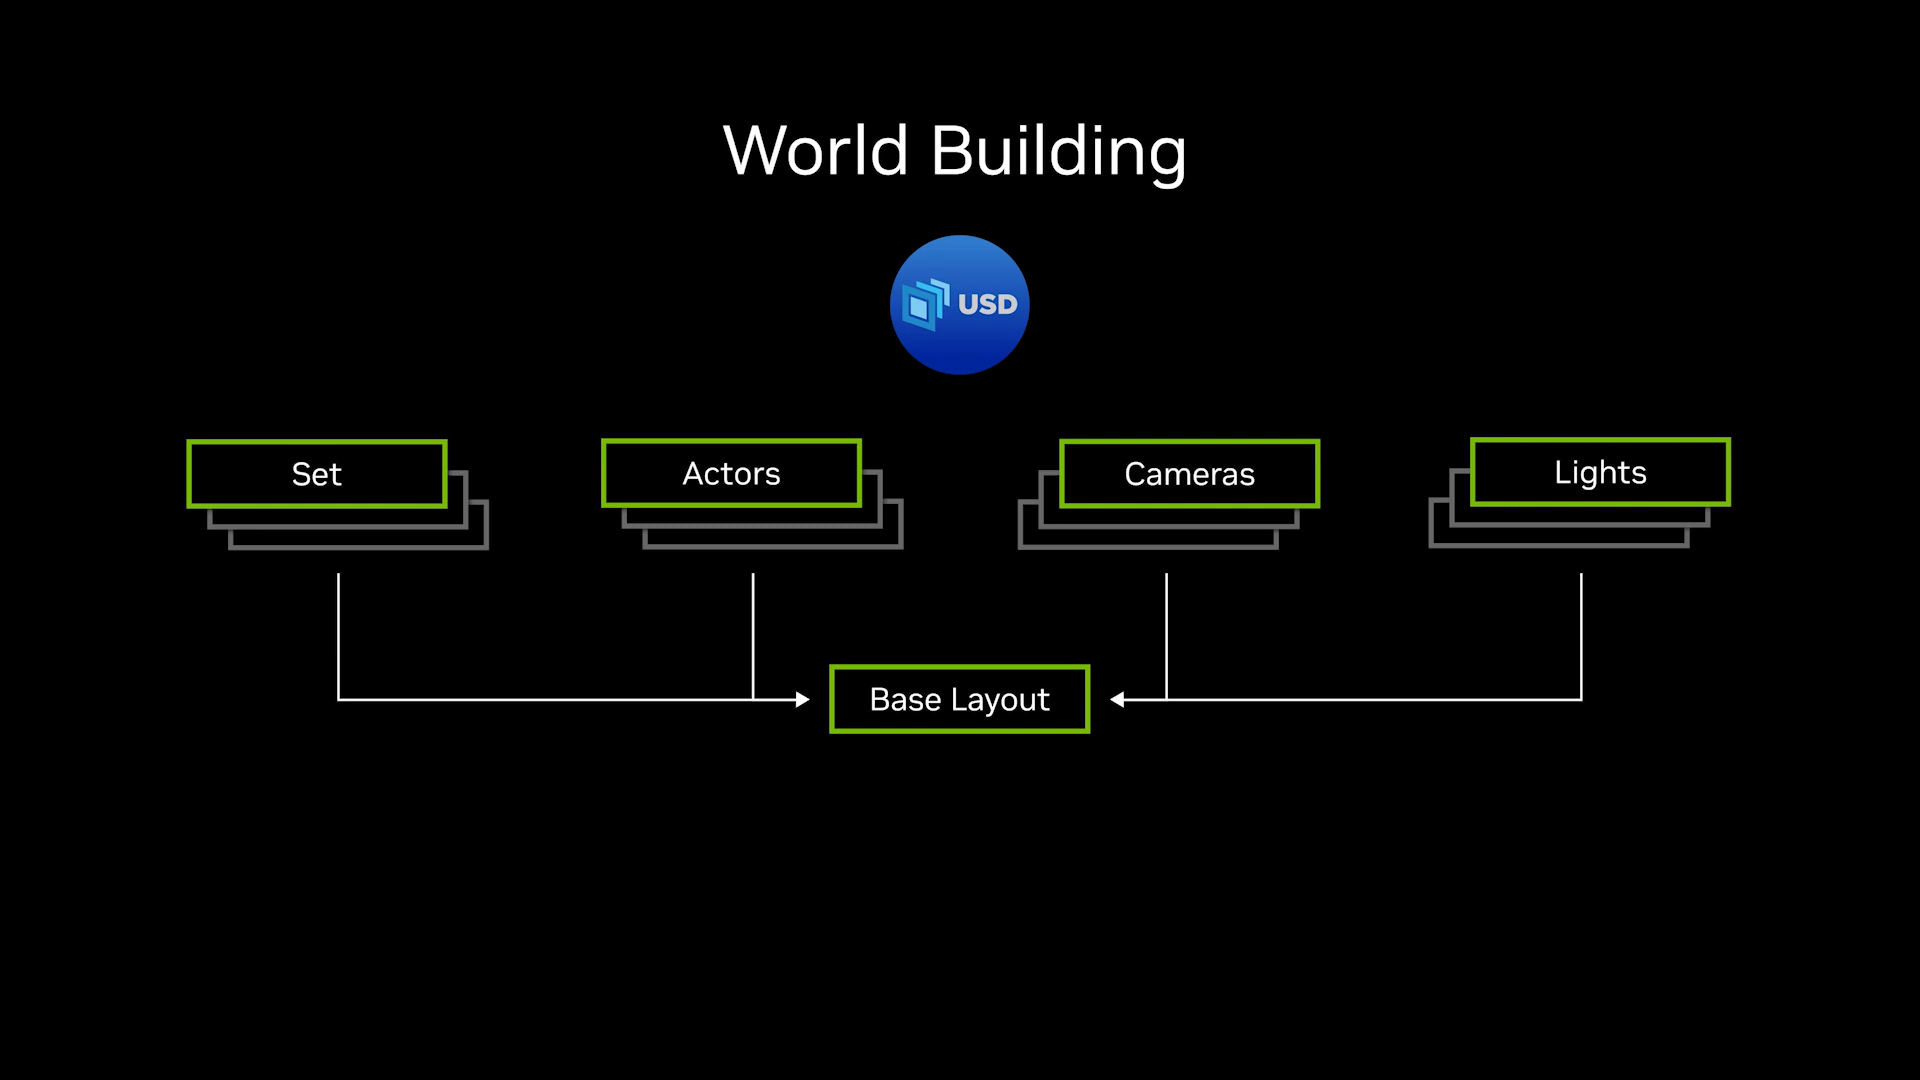 World Building
USD
Set
Actors
Cameras
Lights
Base Layout